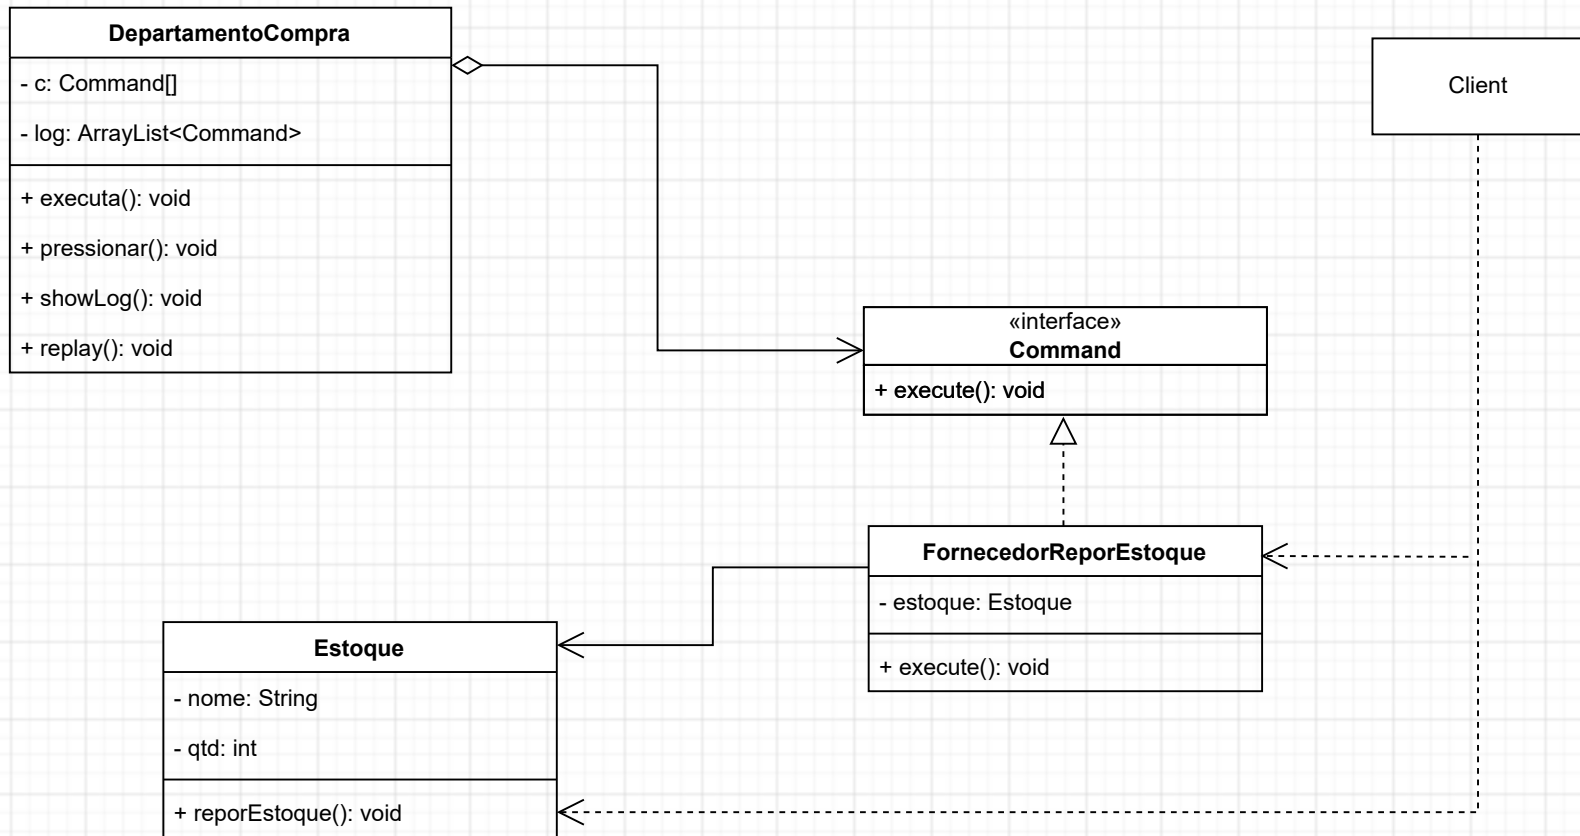 DepartamentoCompra
- c: Command[]
- log: ArrayList<Command>
+ executa(): void
+ pressionar(): void
+ showLog(): void
+ replay(): void
Client
«interface»
Command
+ execute(): void
FornecedorReporEstoque
- estoque: Estoque
+ execute(): void
Estoque
- nome: String
- qtd: int
+ reporEstoque(): void